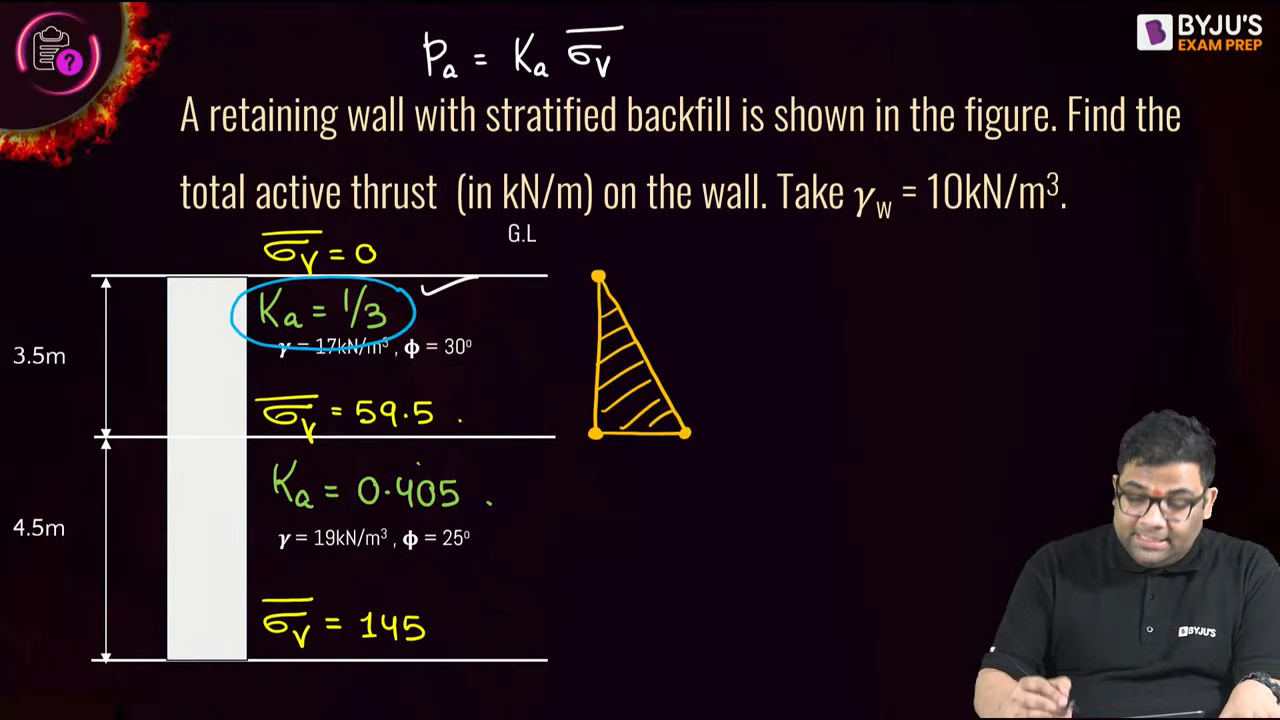 BYJU'S
EXAM PREP
Pa = Ka σv
A retaining wall with stratified backfill is shown in the figure. Find the
total active thrust (in kN/m) on the wall. Take γw = 10kN/m³.
G.L
σ̅v = 0
Ka = 1/3
γ = 17kN/m³ , Φ = 30°
3.5m
σ̅v = 59.5 .
Ka = 0.405 .
4.5m
γ = 19kN/m³ , Φ = 25°
σ̅v = 145
BYJU'S